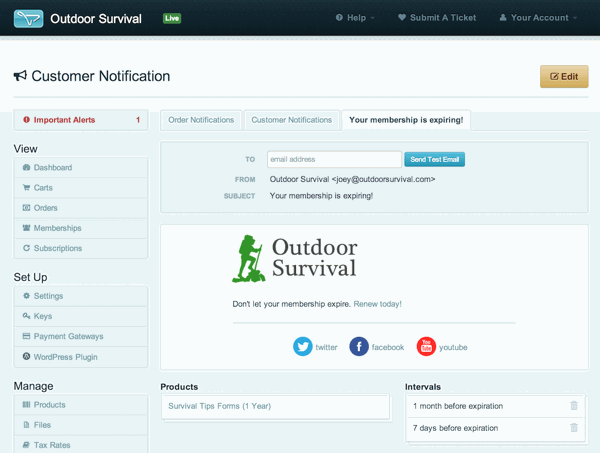 Outdoor Survival Live Help Submit A Ticket Your Account
Customer Notification Edit
Important Alerts 1
Order Notifications Customer Notifications Your membership is expiring!
View
Dashboard
Carts
Orders
Memberships
Subscriptions
Set Up
Settings
Keys
Payment Gateways
WordPress Plugin
Manage
Products
Files
Tax Rates
TO email address Send Test Email
FROM Outdoor Survival <joey@outdoorsurvival.com>
SUBJECT Your membership is expiring!
Outdoor
Survival
Don't let your membership expire. Renew today!
twitter facebook You Tube youtube
Products
Survival Tips Forms (1 Year)
Intervals
1 month before expiration
7 days before expiration